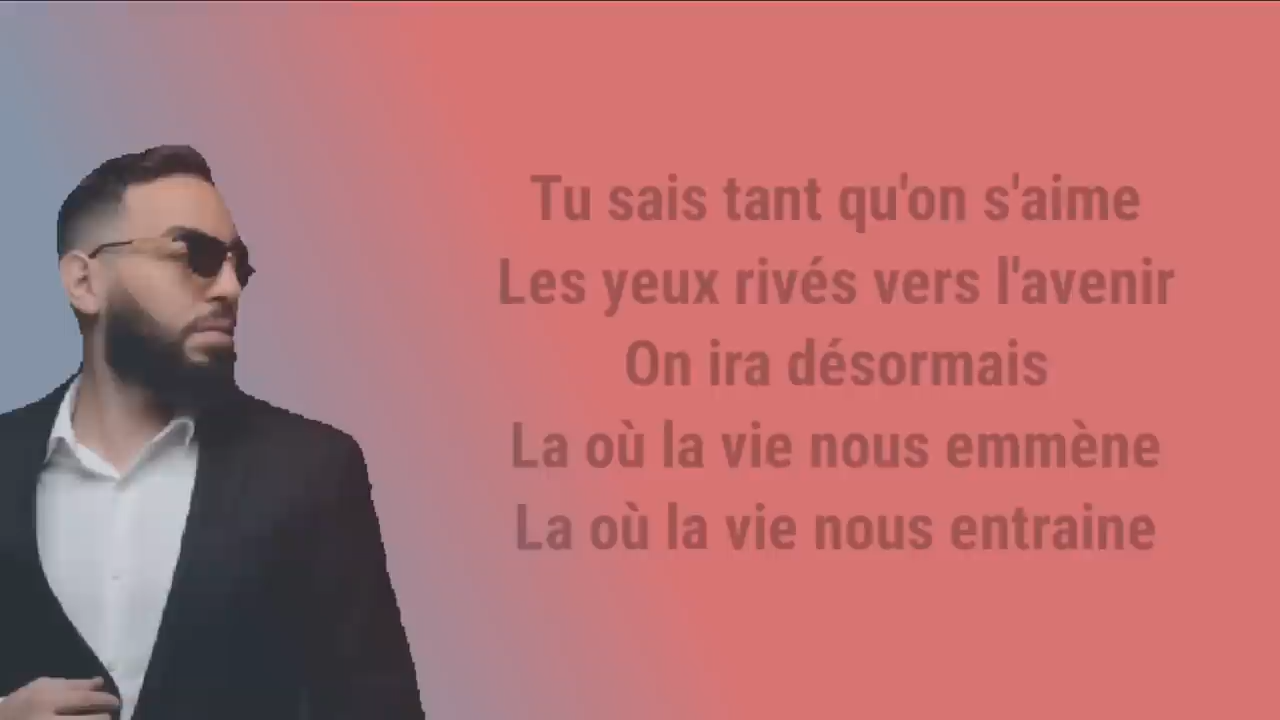 Tu sais tant qu'on s'aime
Les yeux rivés vers l'avenir
On ira désormais
La où la vie nous emmène
La où la vie nous entraine